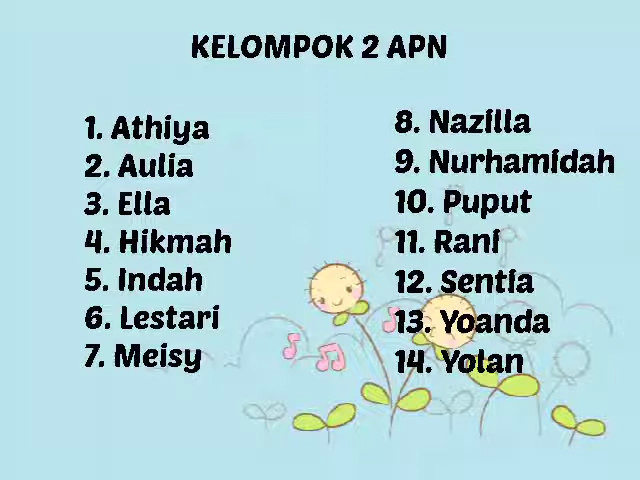 KELOMPOK 2 APN
1. Athiya
2. Aulia
3. Ella
4. Hikmah
5. Indah
6. Lestari
7. Meisy
8. Nazilla
9. Nurhamidah
10. Puput
11. Rani
12. Sentia
13. Yoanda
14. Yolan